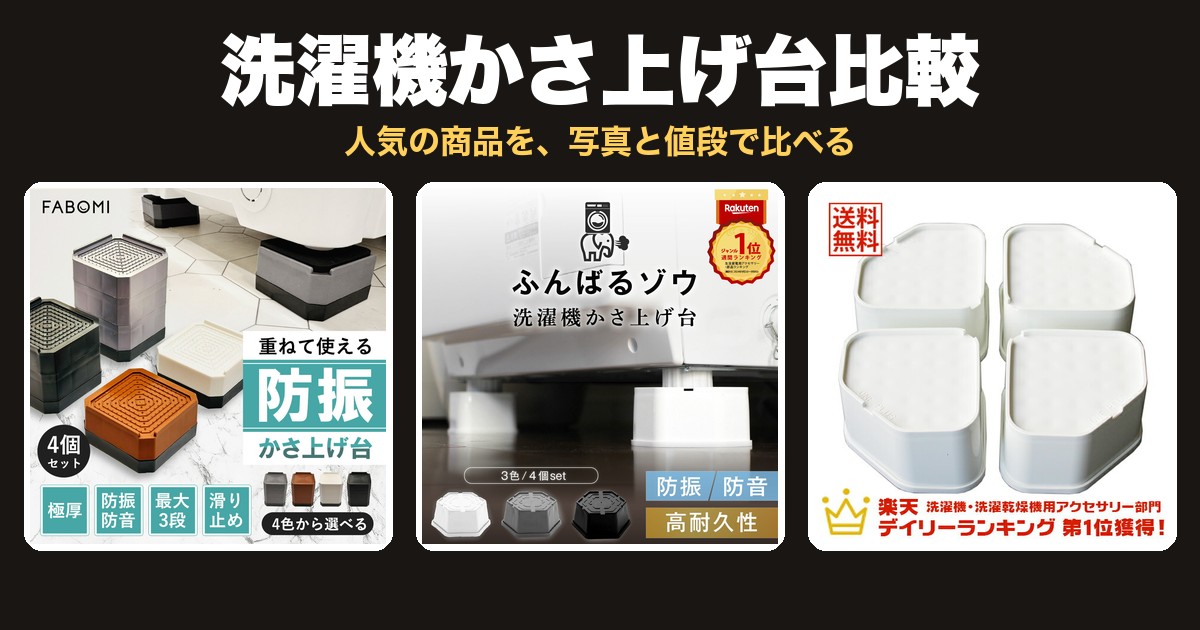 洗濯機かさ上げ台比較
人気の商品を、写真と値段で比べる
FABOMI
重ねて使える
防振
かさ上げ台
4個
セット
極厚
防振
防音
最大
3段
滑り
止め
4色から選べる
Rakuten
ジャンル1位
週間ランキング
ふんばるゾウ
洗濯機かさ上げ台
3色/4個set
防振/防音
高耐久性
送料
無料
楽天 洗濯機・洗濯乾燥機用アクセサリー部門
デイリーランキング 第1位獲得!